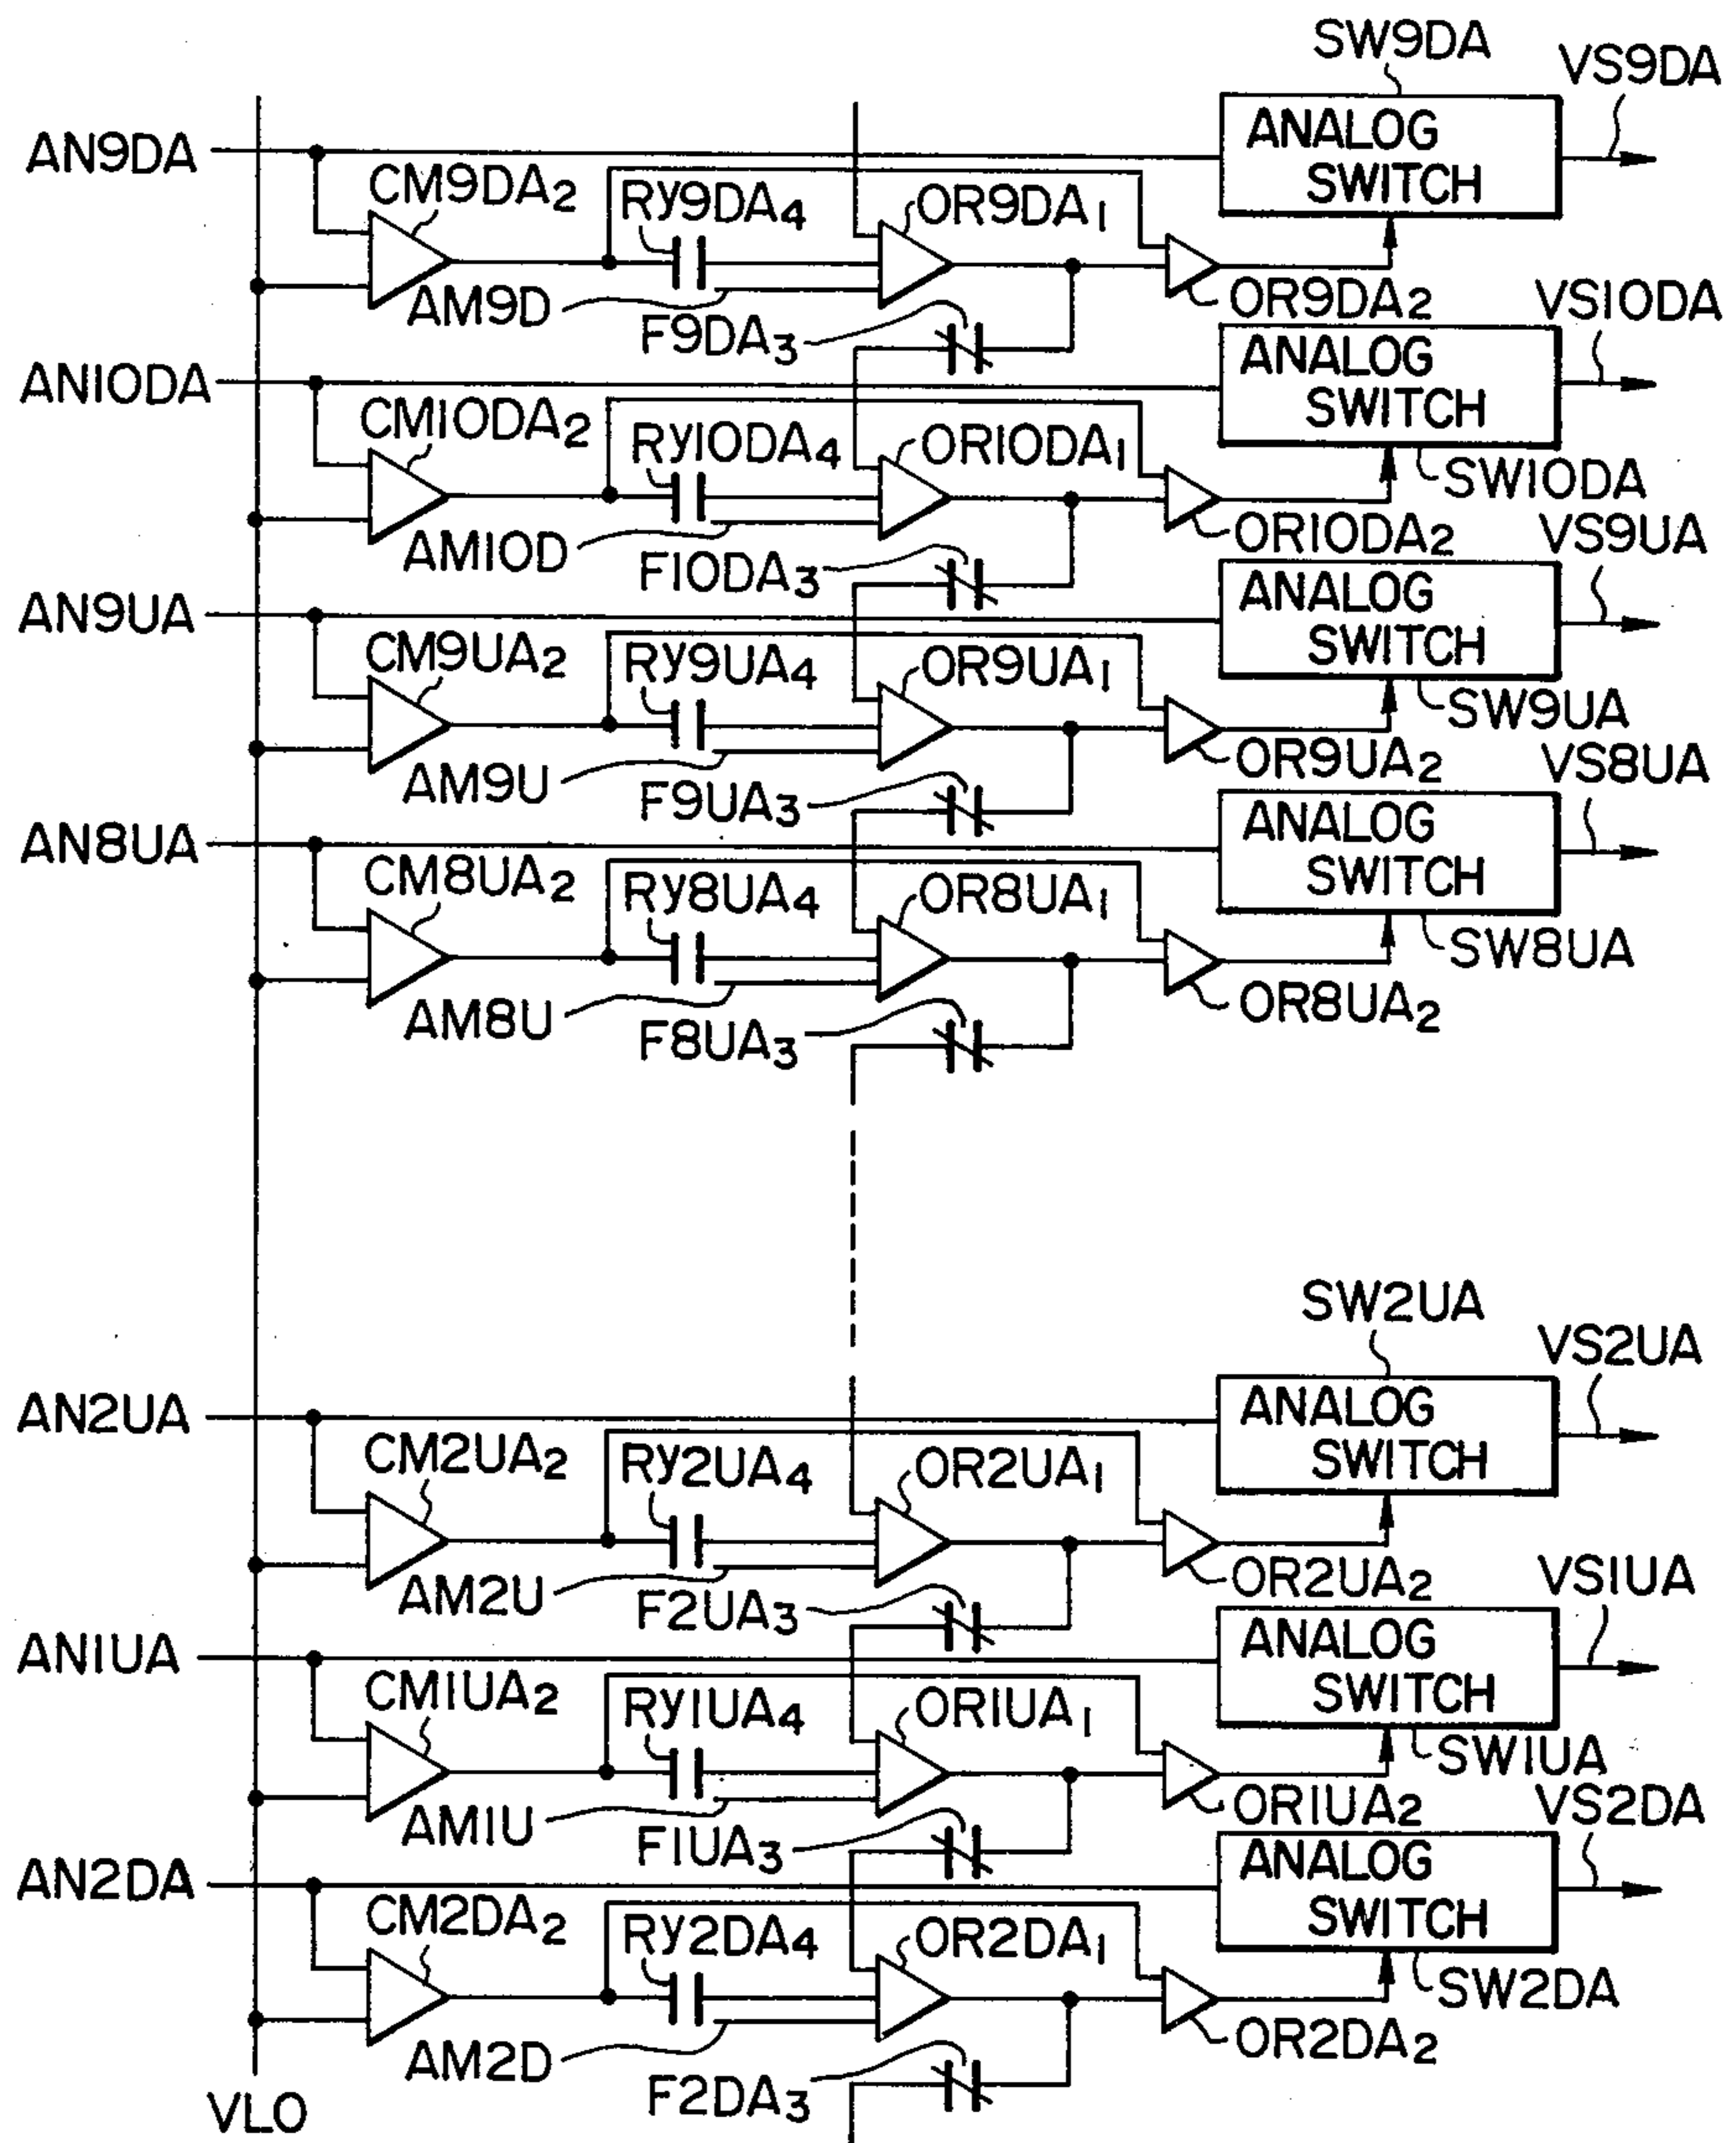 SW9DA
VS9DA
AN9DA
ANALOG
SWITCH
CM9DA2
Ry9DA4
OR9DA1
AM9D
F9DA3
OR9DA2
VS10DA
AN10DA
ANALOG
SWITCH
CM10DA2
Ry10DA4
OR10DA1
SW10DA
AM10D
F10DA3
OR10DA2
VS9UA
AN9UA
ANALOG
SWITCH
CM9UA2
Ry9UA4
OR9UA1
SW9UA
AM9U
F9UA3
OR9UA2
VS8UA
AN8UA
ANALOG
SWITCH
CM8UA2
Ry8UA4
OR8UA1
SW8UA
AM8U
F8UA3
OR8UA2
SW2UA
VS2UA
AN2UA
ANALOG
SWITCH
CM2UA2
Ry2UA4
OR2UA1
AM2U
F2UA3
OR2UA2
VS1UA
AN1UA
ANALOG
SWITCH
CM1UA2
Ry1UA4
OR1UA1
SW1UA
AM1U
F1UA3
OR1UA2
VS2DA
AN2DA
ANALOG
SWITCH
CM2DA2
Ry2DA4
OR2DA1
SW2DA
AM2D
F2DA3
OR2DA2
VLO